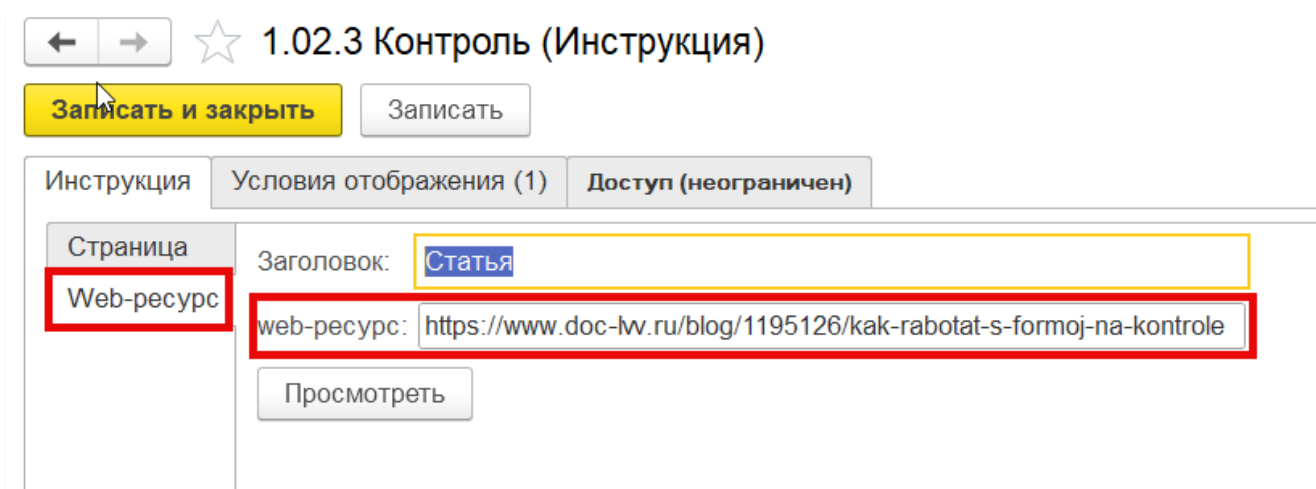 1.02.3 Контроль (Инструкция)
Записать и закрыть Записать
Инструкция Условия отображения (1) Доступ (неограничен)
Страница Заголовок: Статья
Web-ресурс web-ресурс: https://www.doc-lvv.ru/blog/1195126/kak-rabotat-s-formoj-na-kontrole
Просмотреть